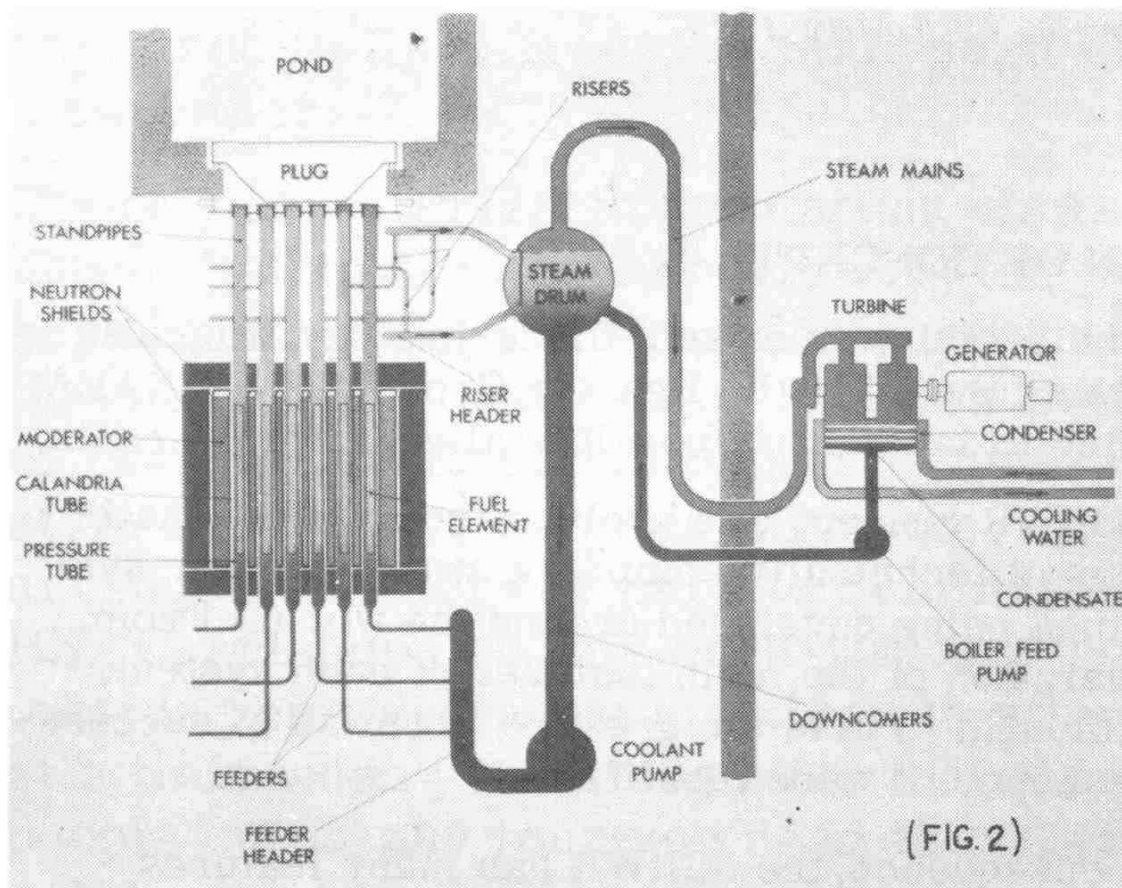 POND
RISERS
PLUG
STEAM MAINS
STANDPIPES
STEAM
DRUM
NEUTRON
SHIELDS
TURBINE
GENERATOR
RISER
HEADER
MODERATOR
CONDENSER
CALANDRIA
TUBE
FUEL
ELEMENT
COOLING
WATER
PRESSURE
TUBE
CONDENSATE
BOILER FEED
PUMP
DOWNCOMERS
COOLANT
PUMP
FEEDERS
FEEDER
HEADER
(FIG. 2)